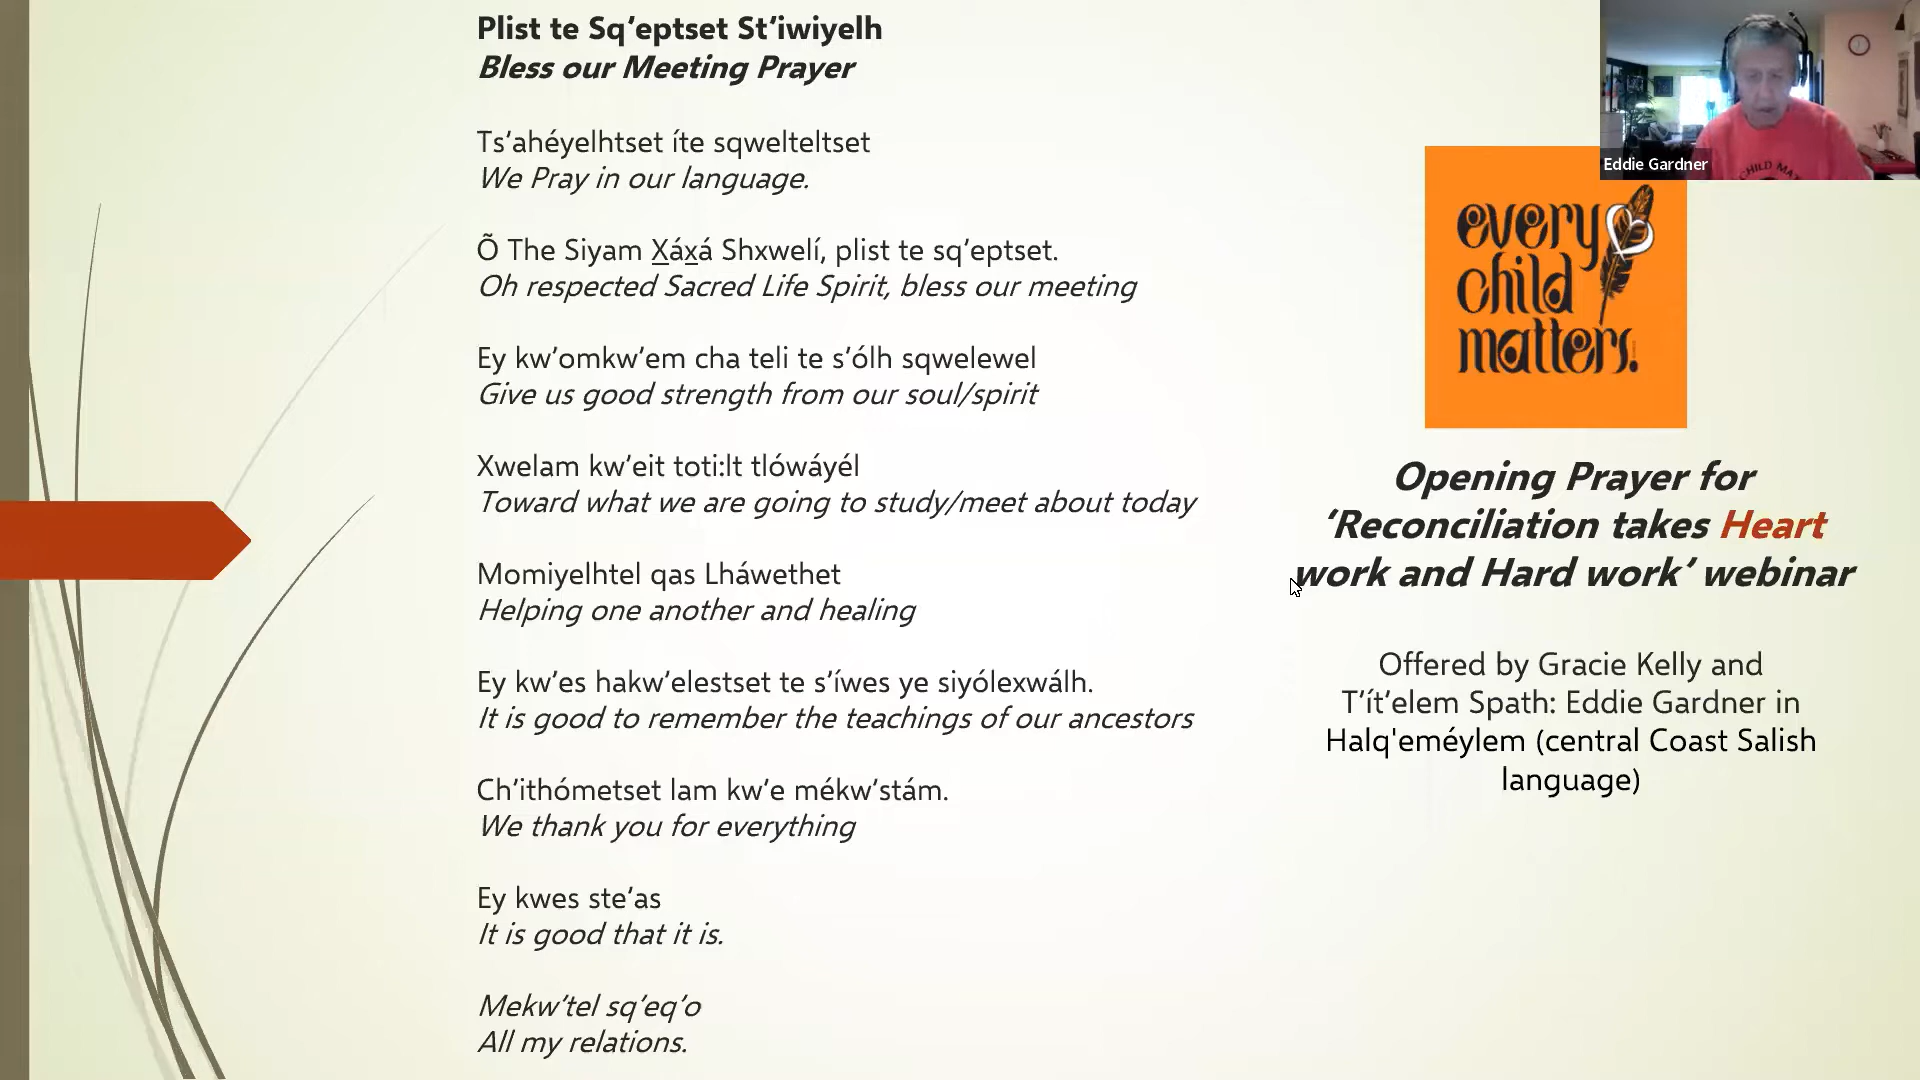 Plist te Sq’eptset St’iwiyelh
Bless our Meeting Prayer
Ts’ahéyelhtset íte sqwelteltset
We Pray in our language.
Õ The Siyam X̲áx̲á Shxwelí, plist te sq’eptset.
Oh respected Sacred Life Spirit, bless our meeting
Ey kw’omkw’em cha teli te s’ólh sqwelewel
Give us good strength from our soul/spirit
Xwelam kw’eit toti:lt tlówáyél
Toward what we are going to study/meet about today
Momiyelhtel qas Lháwethet
Helping one another and healing
Ey kw’es hakw’elestset te s’íwes ye siyólexwálh.
It is good to remember the teachings of our ancestors
Ch’ithómetset lam kw’e mékw’stám.
We thank you for everything
Ey kwes ste’as
It is good that it is.
Mekw’tel sq’eq’o
All my relations.
Eddie Gardner
CHILD MAT
every
child
matters.
Opening Prayer for
‘Reconciliation takes Heart
work and Hard work’ webinar
Offered by Gracie Kelly and
T’ít’elem Spath: Eddie Gardner in
Halq'eméylem (central Coast Salish
language)